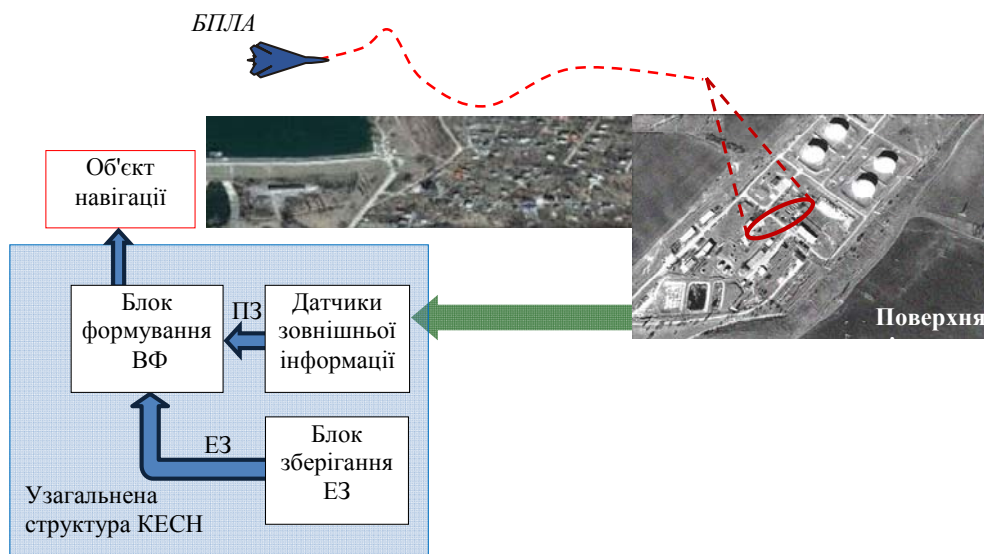 БПЛА
Об'єкт
навігації
Блок
формування
ВФ
ПЗ
Датчики
зовнішньої
інформації
Поверхня
ЕЗ
Блок
зберігання
ЕЗ
Узагальнена
структура КЕСН